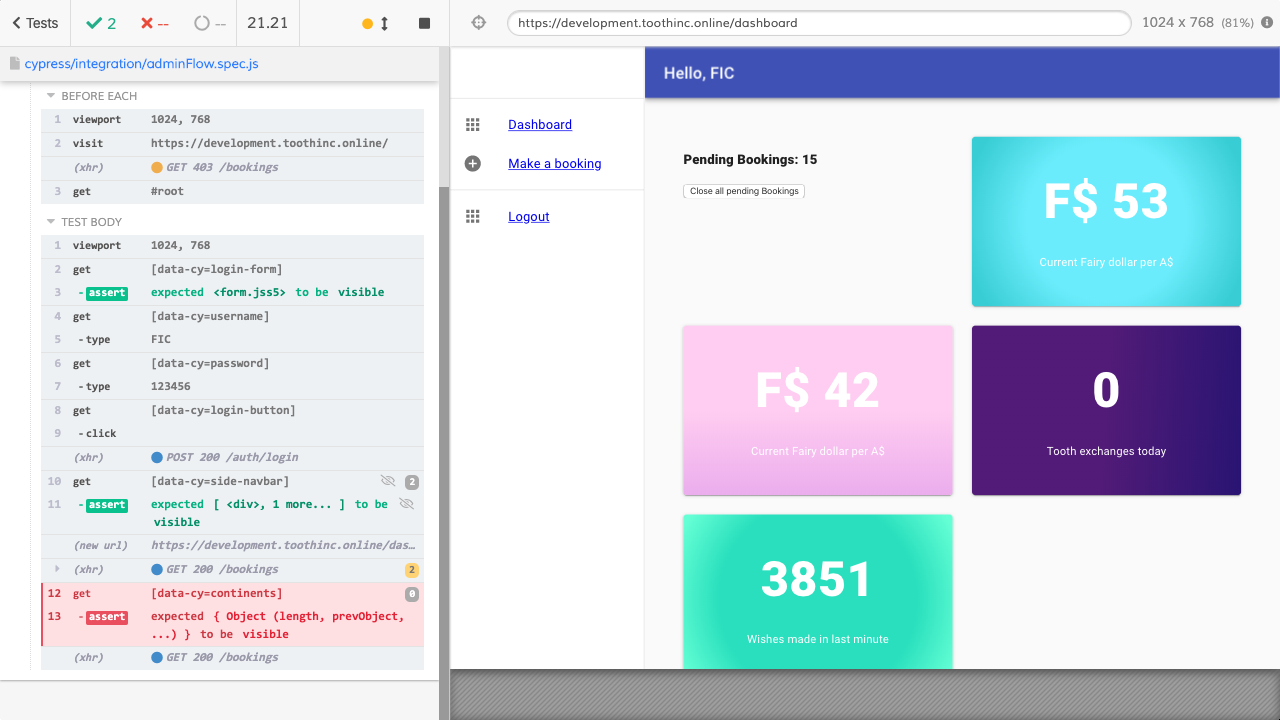 Tests
2
--
--
21.21
https://development.toothinc.online/dashboard
1024 x 768 (81%)
cypress/integration/adminFlow.spec.js
BEFORE EACH
1 viewport 1024, 768
2 visit https://development.toothinc.online/
(xhr) GET 403 /bookings
3 get #root
TEST BODY
1 viewport 1024, 768
2 get [data-cy=login-form]
3 -assert expected <form.jss5> to be visible
4 get [data-cy=username]
5 -type FIC
6 get [data-cy=password]
7 -type 123456
8 get [data-cy=login-button]
9 -click
(xhr) POST 200 /auth/login
10 get [data-cy=side-navbar] 2
11 -assert expected [ <div>, 1 more... ] to be
visible
(new url) https://development.toothinc.online/das…
(xhr) GET 200 /bookings 2
12 get [data-cy=continents] 0
13 -assert expected { Object (length, prevObject,
...) } to be visible
(xhr) GET 200 /bookings
Hello, FIC
Dashboard
Make a booking
Logout
Pending Bookings: 15
Close all pending Bookings
F$ 53
Current Fairy dollar per A$
F$ 42
Current Fairy dollar per A$
0
Tooth exchanges today
3851
Wishes made in last minute